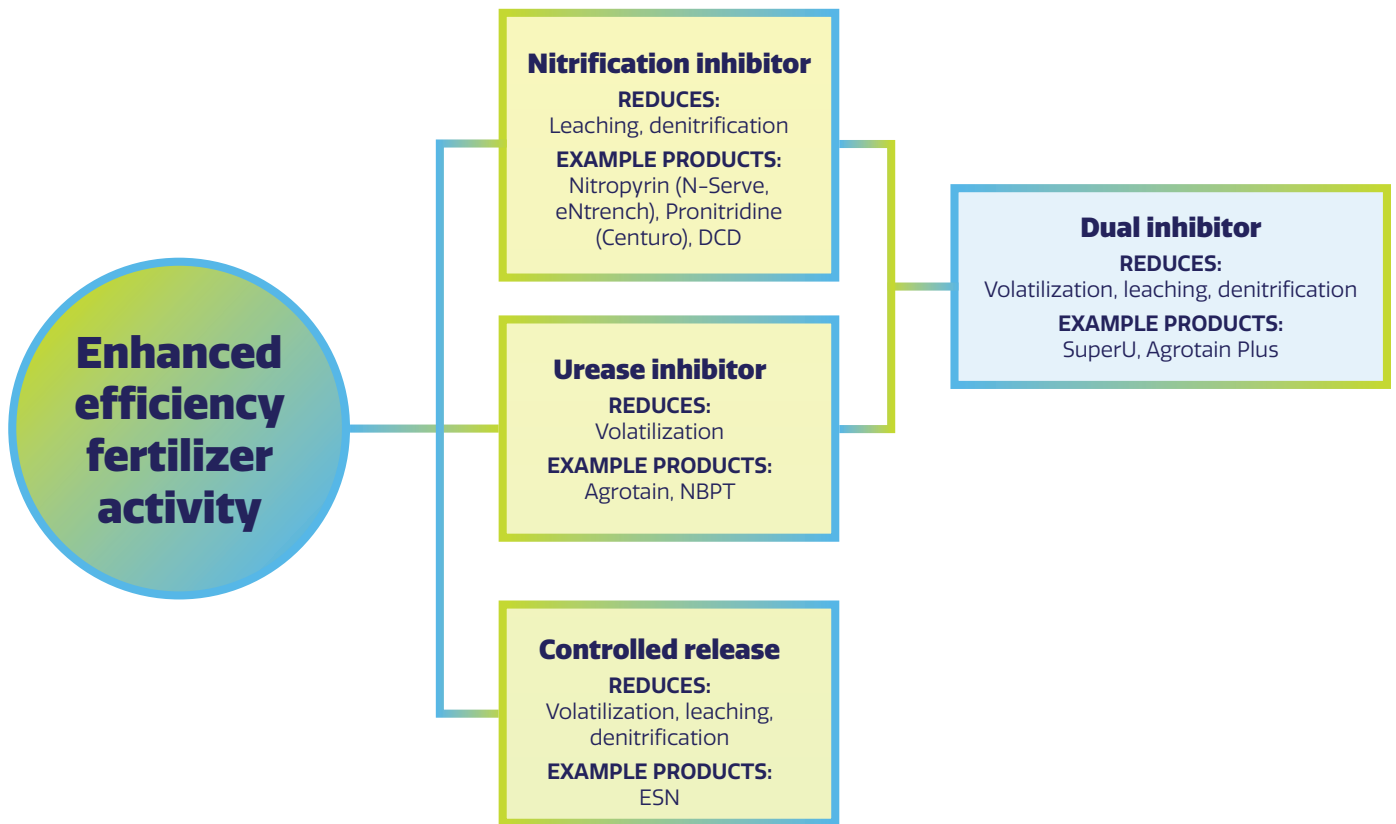 Enhanced
efficiency
fertilizer
activity
Nitrification inhibitor
REDUCES:
Leaching, denitrification
EXAMPLE PRODUCTS:
Nitropyrin (N-Serve,
eNtrench), Pronitridine
(Centuro), DCD
Urease inhibitor
REDUCES:
Volatilization
EXAMPLE PRODUCTS:
Agrotain, NBPT
Controlled release
REDUCES:
Volatilization, leaching,
denitrification
EXAMPLE PRODUCTS:
ESN
Dual inhibitor
REDUCES:
Volatilization, leaching, denitrification
EXAMPLE PRODUCTS:
SuperU, Agrotain Plus